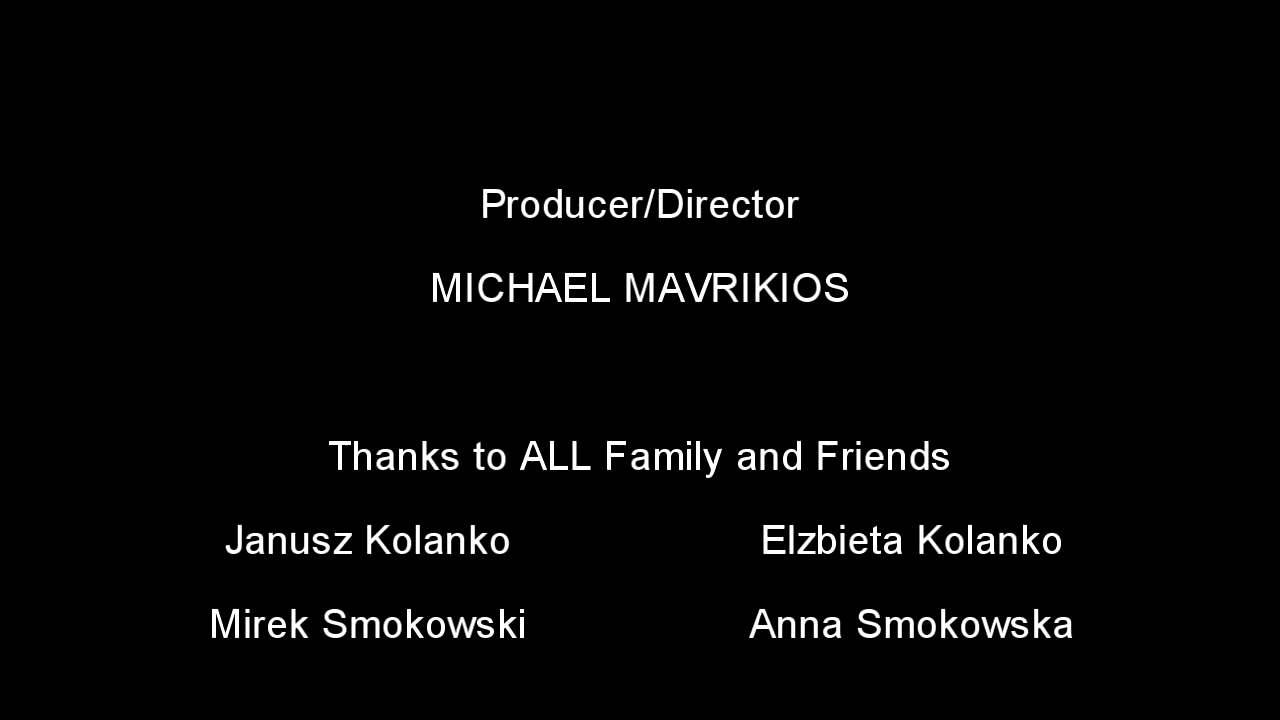 Producer/Director
MICHAEL MAVRIKIOS
Thanks to ALL Family and Friends
Janusz Kolanko Elzbieta Kolanko
Mirek Smokowski Anna Smokowska